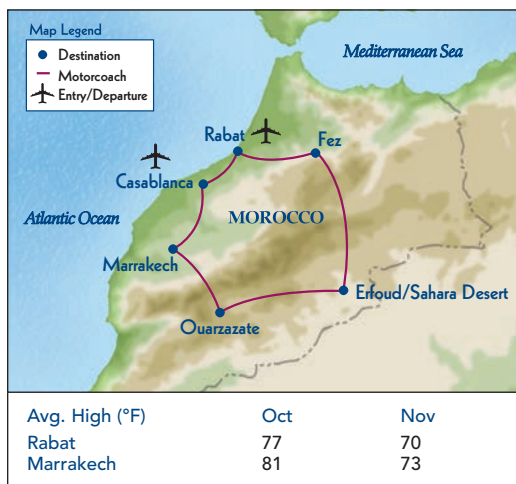 Map Legend
Destination
Motorcoach
Entry/Departure
Mediterranean Sea
Rabat
Fez
Casablanca
Atlantic Ocean
MOROCCO
Marrakech
Erfoud/Sahara Desert
Ouarzazate
Avg. High (°F) Oct Nov
Rabat 77 70
Marrakech 81 73